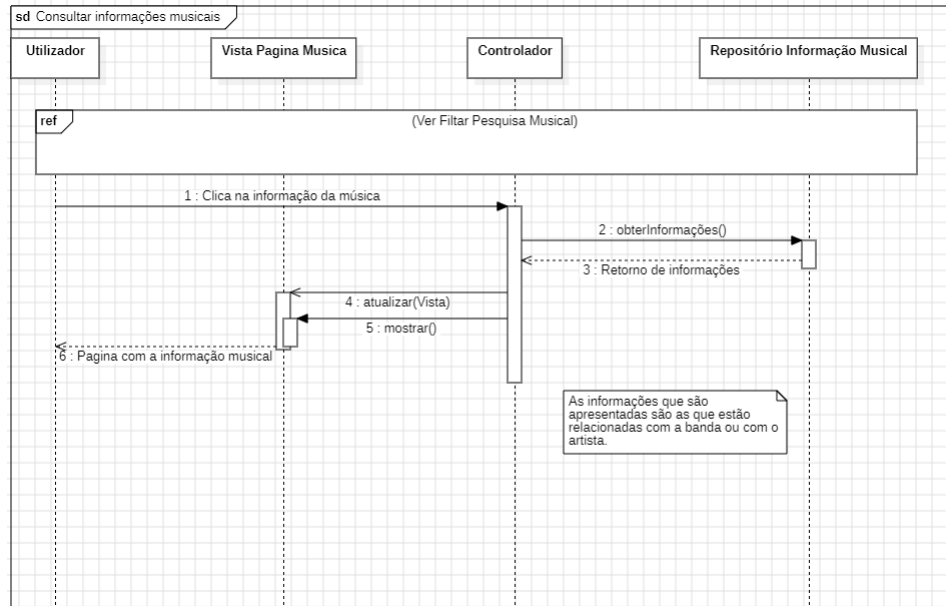 sd Consultar informações musicais
Utilizador
Vista Pagina Musica
Controlador
Repositório Informação Musical
ref
(Ver Filtar Pesquisa Musical)
1 : Clica na informação da música
2 : obterInformações()
3 : Retorno de informações
4 : atualizar(Vista)
5 : mostrar()
6 : Pagina com a informação musical
As informações que são
apresentadas são as que estão
relacionadas com a banda ou com o
artista.